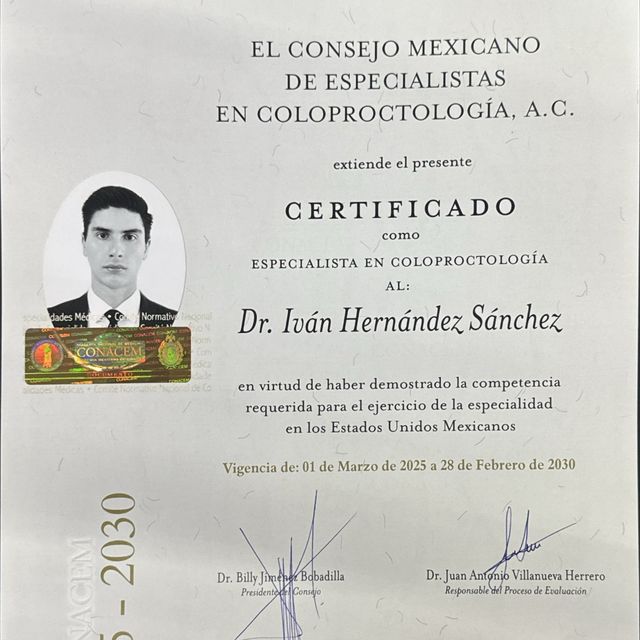 EL CONSEJO MEXICANO
DE ESPECIALISTAS
EN COLOPROCTOLOGÍA, A.C.
extiende el presente
CERTIFICADO
como
ESPECIALISTA EN COLOPROCTOLOGÍA
AL:
Dr. Iván Hernández Sánchez
en virtud de haber demostrado la competencia
requerida para el ejercicio de la especialidad
en los Estados Unidos Mexicanos
Vigencia de: 01 de Marzo de 2025 a 28 de Febrero de 2030
Dr. Billy Jiménez Bobadilla
Presidente del Consejo
Dr. Juan Antonio Villanueva Herrero
Responsable del Proceso de Evaluación
CONACEM
- 2030